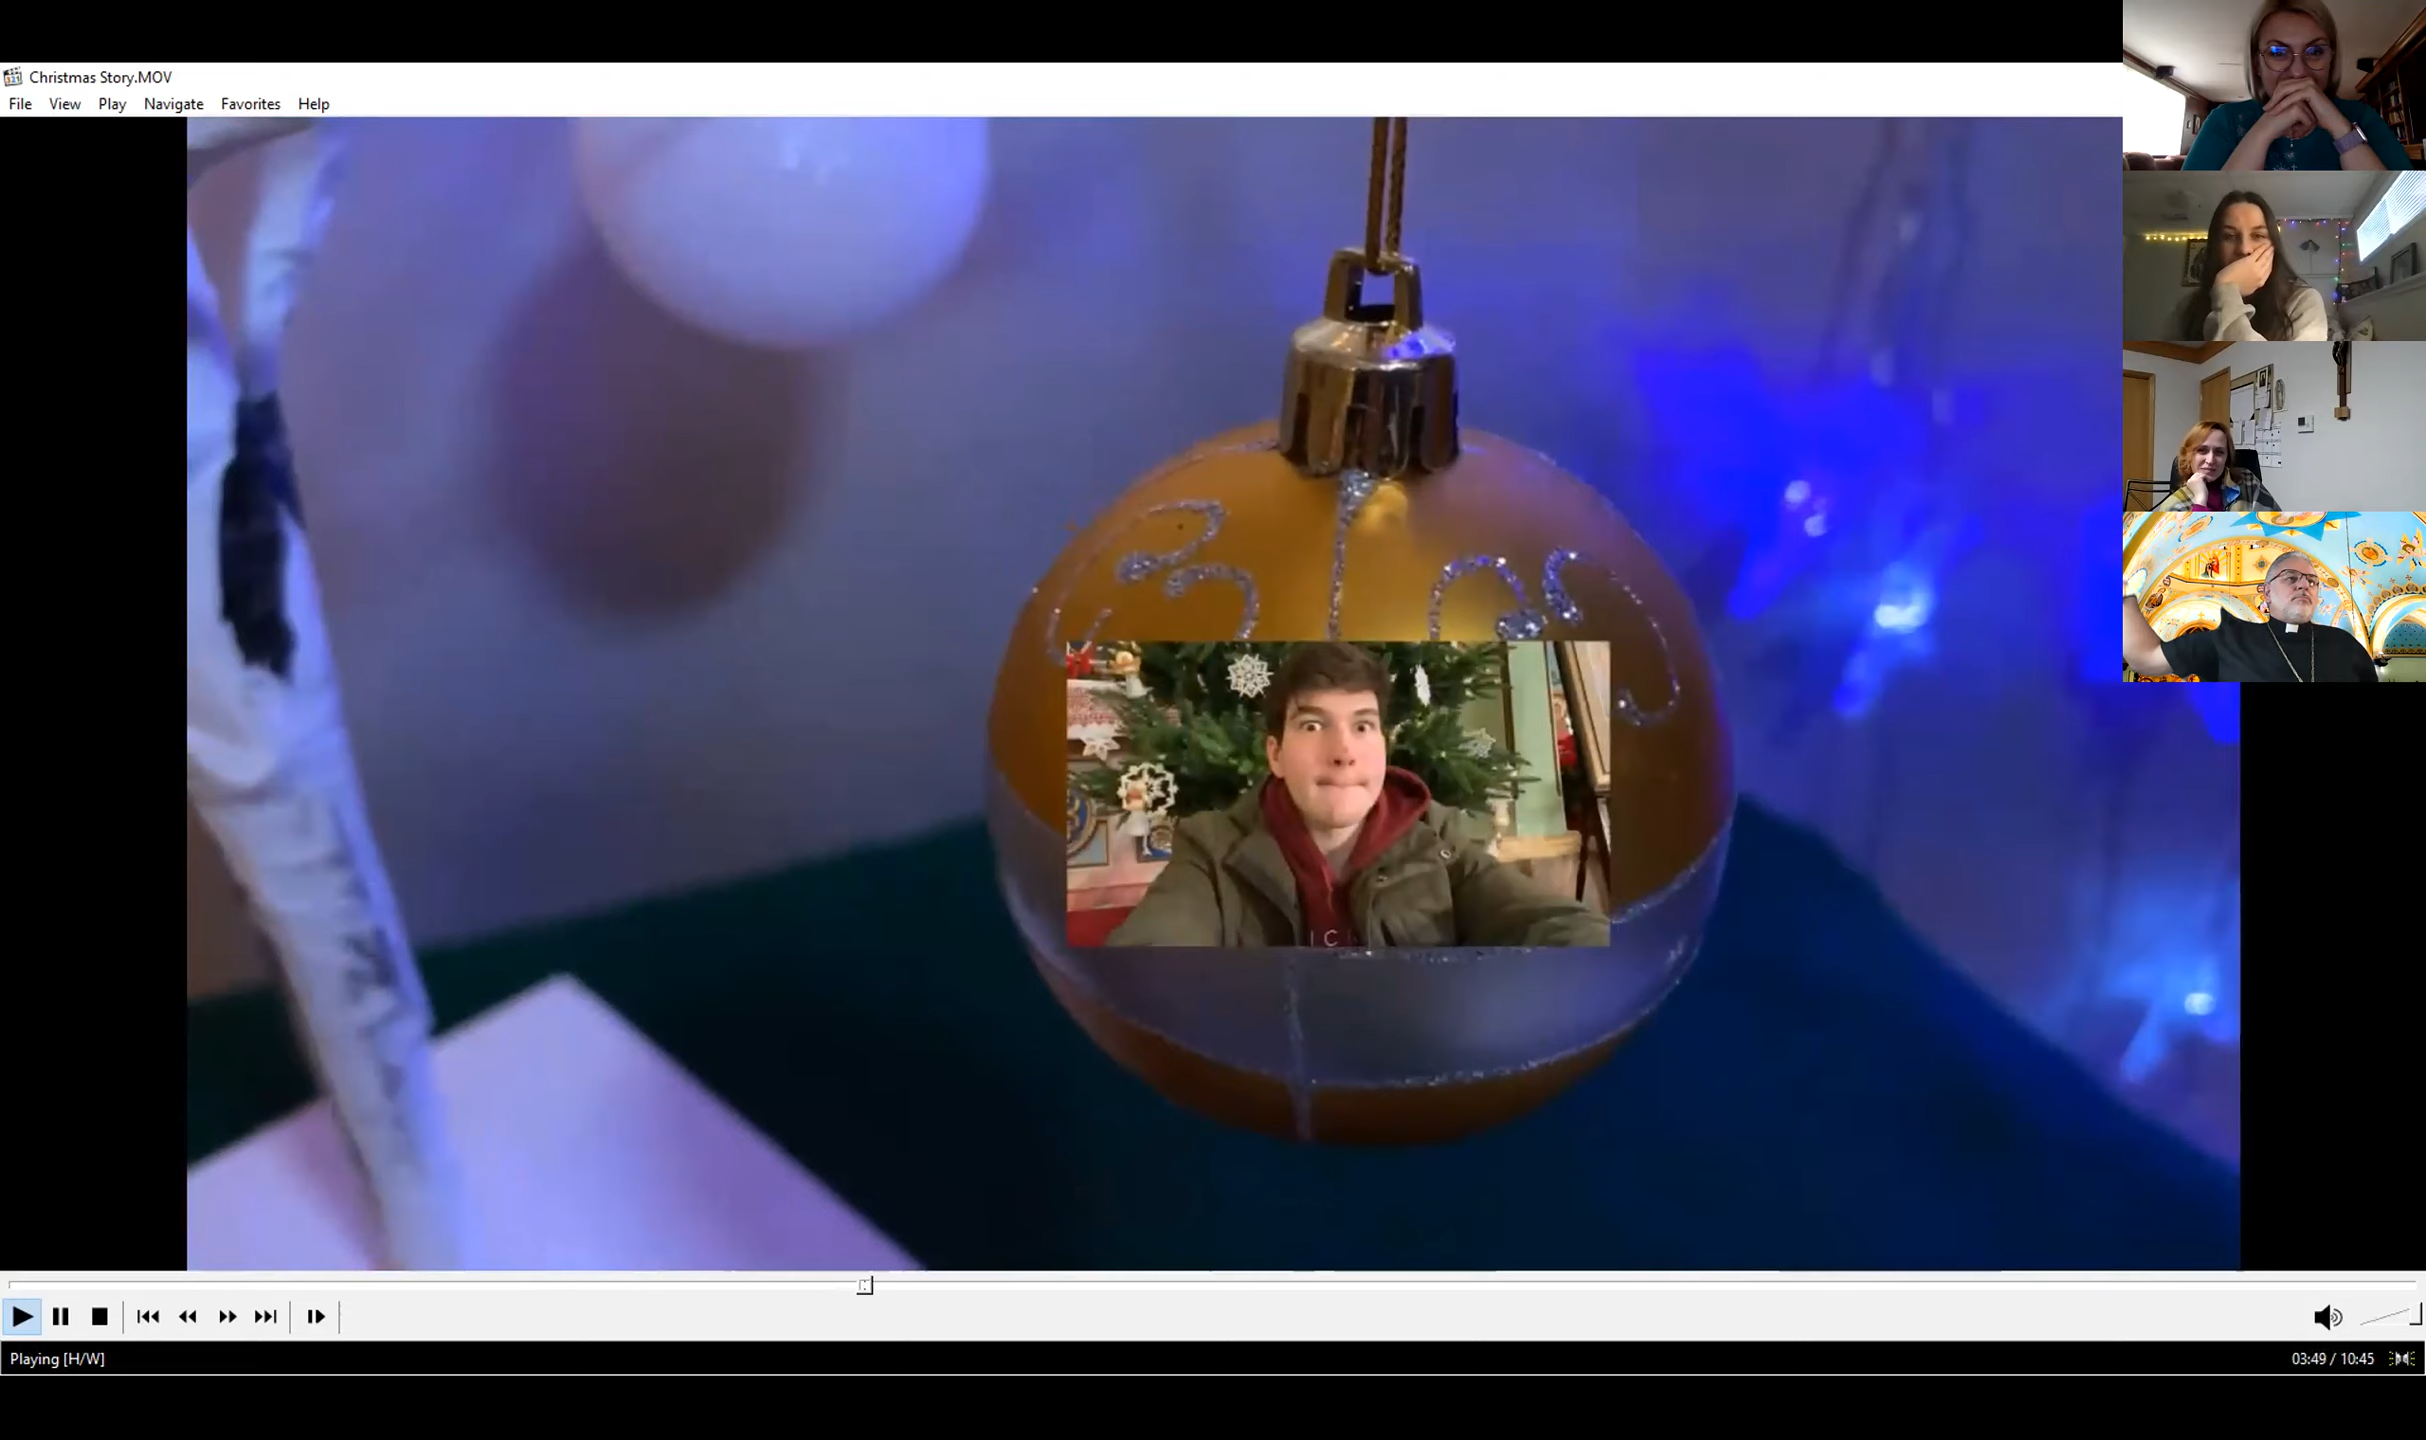 Christmas Story.MOV
File View Play Navigate Favorites Help
Playing [H/W]
03:49 / 10:45